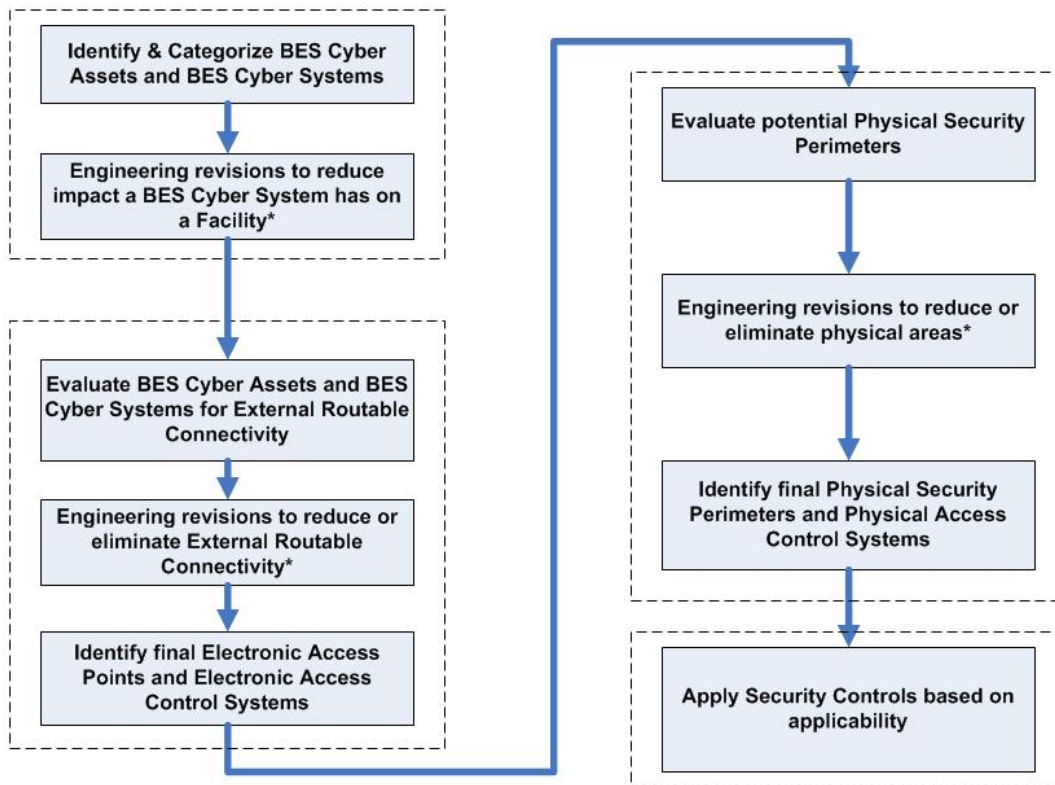 Identify & Categorize BES Cyber
Assets and BES Cyber Systems
Engineering revisions to reduce
impact a BES Cyber System has on
a Facility*
Evaluate BES Cyber Assets and BES
Cyber Systems for External Routable
Connectivity
Engineering revisions to reduce or
eliminate External Routable
Connectivity*
Identify final Electronic Access
Points and Electronic Access
Control Systems
Evaluate potential Physical Security
Perimeters
Engineering revisions to reduce or
eliminate physical areas*
Identify final Physical Security
Perimeters and Physical Access
Control Systems
Apply Security Controls based on
applicability